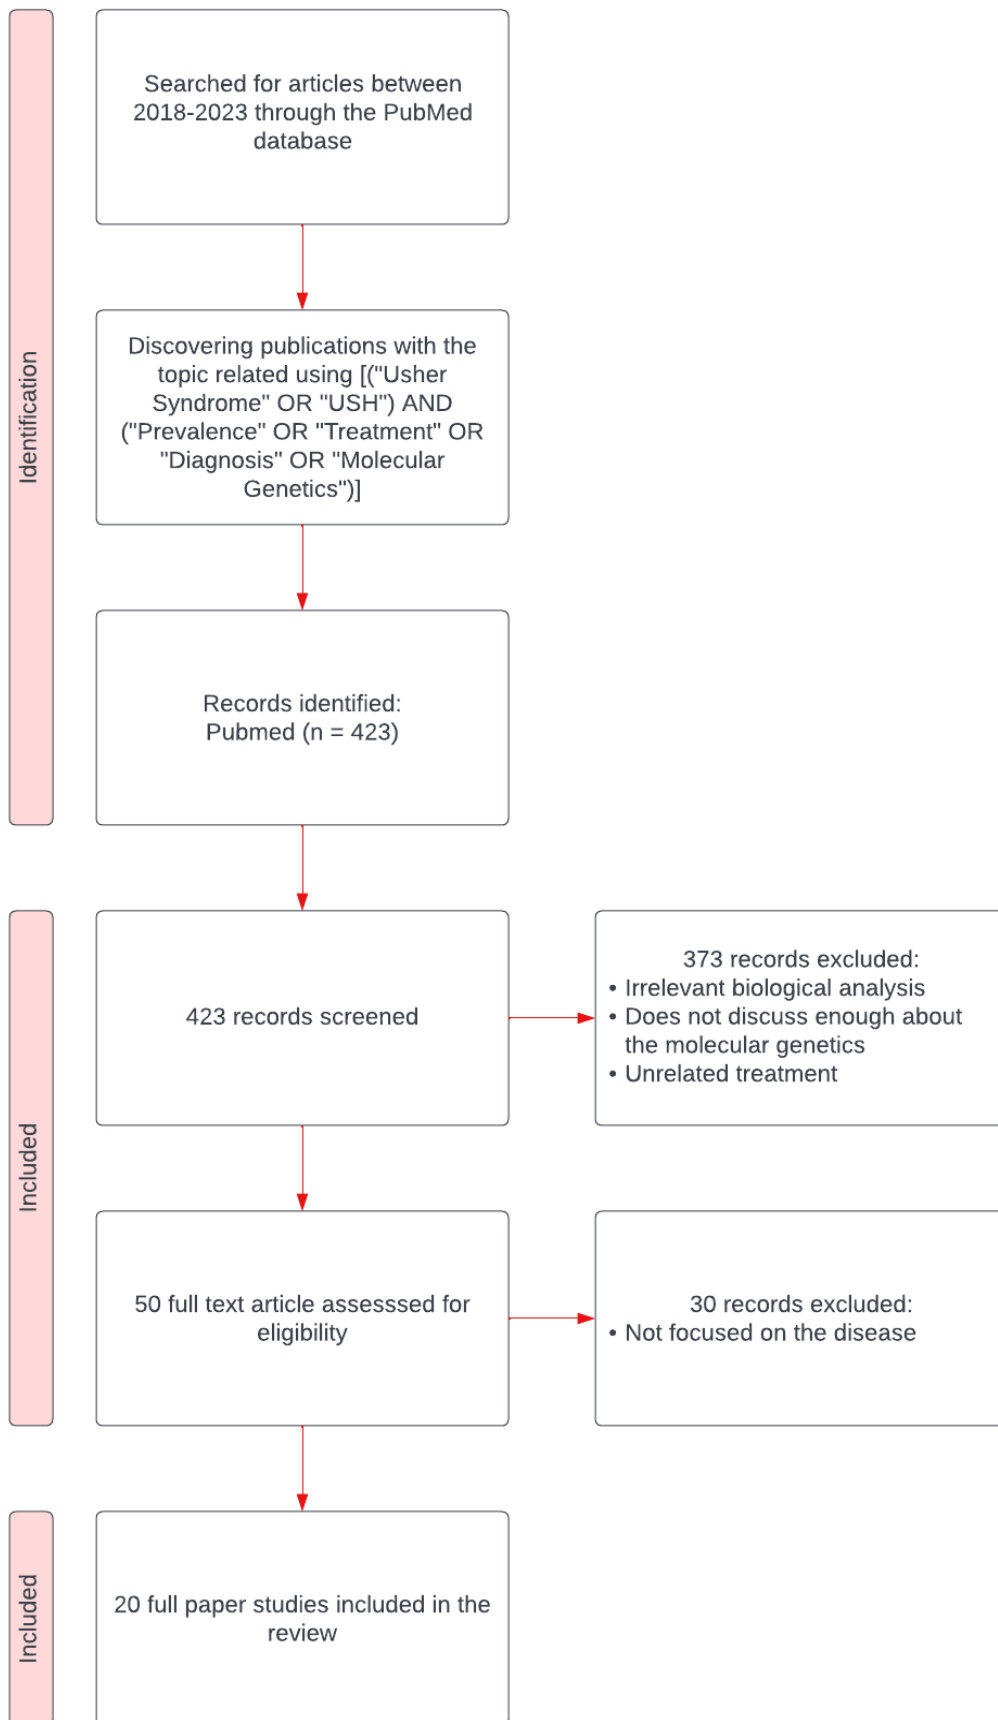 Identification
Searched for articles between
2018-2023 through the PubMed
database
Discovering publications with the
topic related using [("Usher
Syndrome" OR "USH") AND
("Prevalence" OR "Treatment" OR
"Diagnosis" OR "Molecular
Genetics")]
Records identified:
Pubmed (n = 423)
Included
423 records screened
373 records excluded:
• Irrelevant biological analysis
• Does not discuss enough about
the molecular genetics
• Unrelated treatment
50 full text article assesssed for
eligibility
30 records excluded:
• Not focused on the disease
Included
20 full paper studies included in the
review